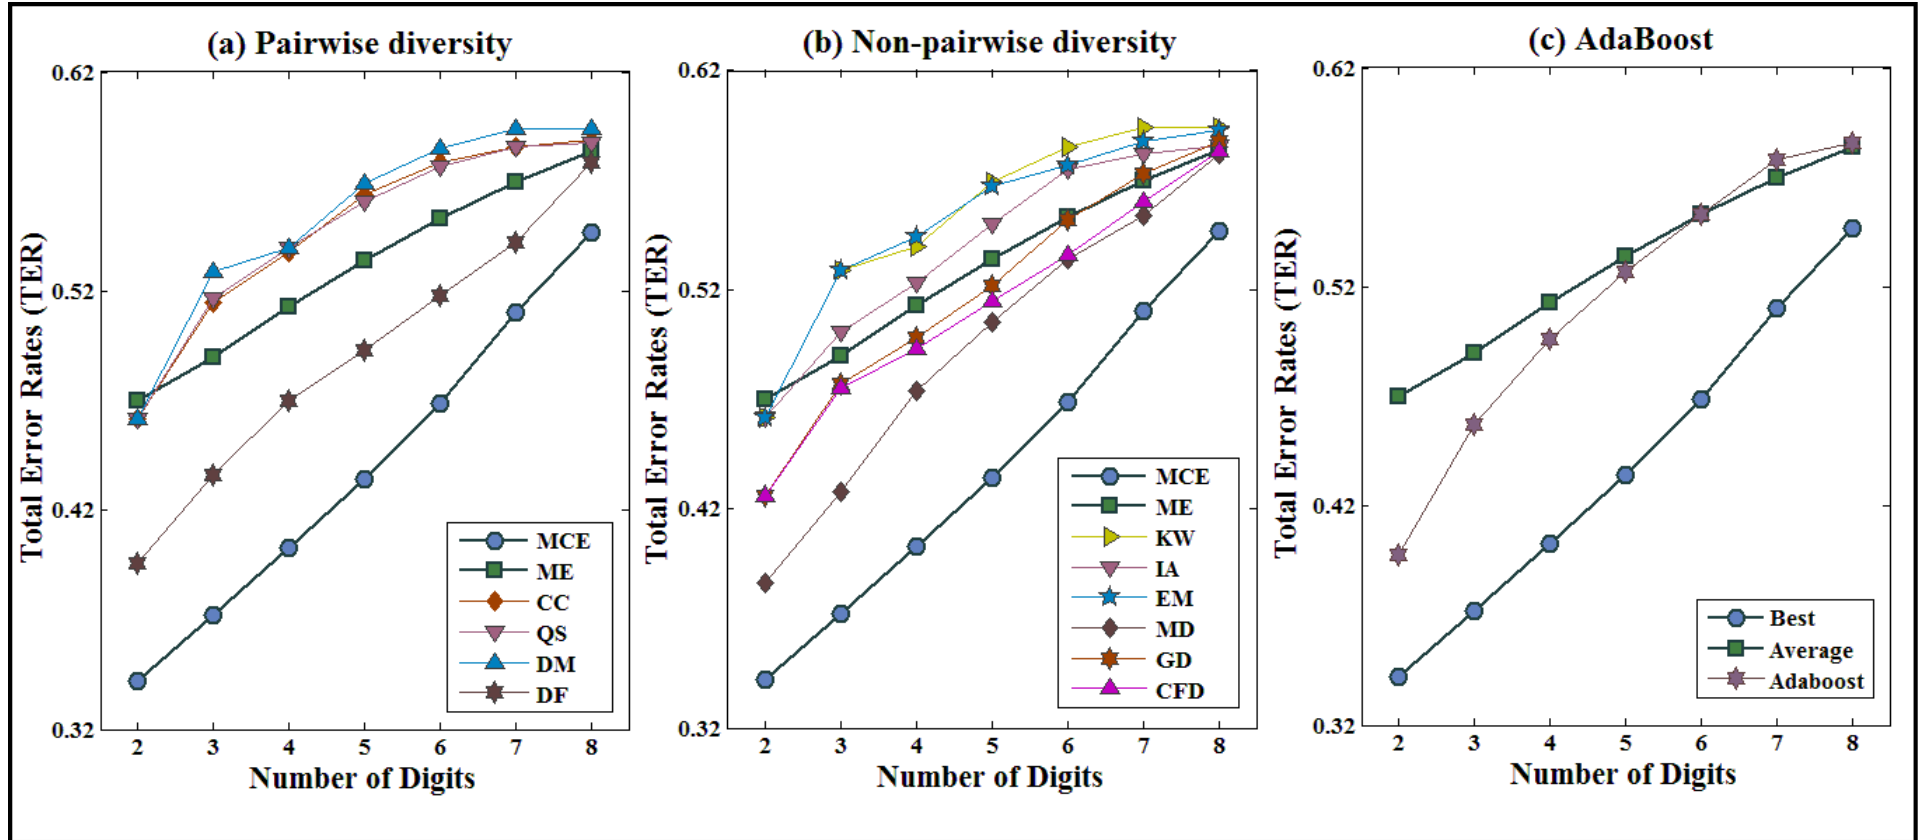 (a) Pairwise diversity
0.62
0.52
0.42
0.32
Total Error Rates (TER)
2 3 4 5 6 7 8
Number of Digits
MCE
ME
CC
QS
DM
DF
(b) Non-pairwise diversity
0.62
0.52
0.42
0.32
Total Error Rates (TER)
2 3 4 5 6 7 8
Number of Digits
MCE
ME
KW
IA
EM
MD
GD
CFD
(c) AdaBoost
0.62
0.52
0.42
0.32
Total Error Rates (TER)
2 3 4 5 6 7 8
Number of Digits
Best
Average
Adaboost